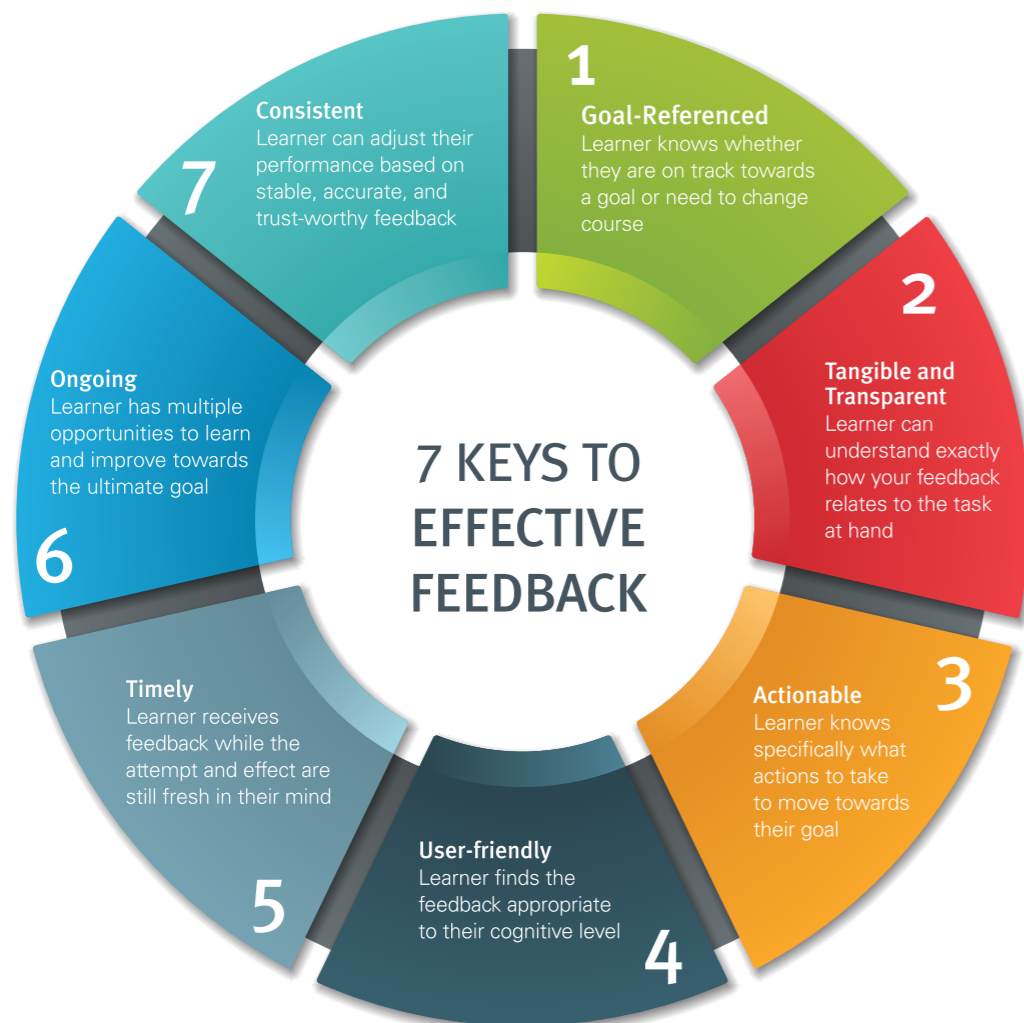 7 KEYS TO
EFFECTIVE
FEEDBACK
1
Goal-Referenced
Learner knows whether
they are on track towards
a goal or need to change
course
2
Tangible and
Transparent
Learner can
understand exactly
how your feedback
relates to the task
at hand
3
Actionable
Learner knows
specifically what
actions to take
to move towards
their goal
4
User-friendly
Learner finds the
feedback appropriate
to their cognitive level
5
Timely
Learner receives
feedback while the
attempt and effect are
still fresh in their mind
6
Ongoing
Learner has multiple
opportunities to learn
and improve towards
the ultimate goal
7
Consistent
Learner can adjust their
performance based on
stable, accurate, and
trust-worthy feedback